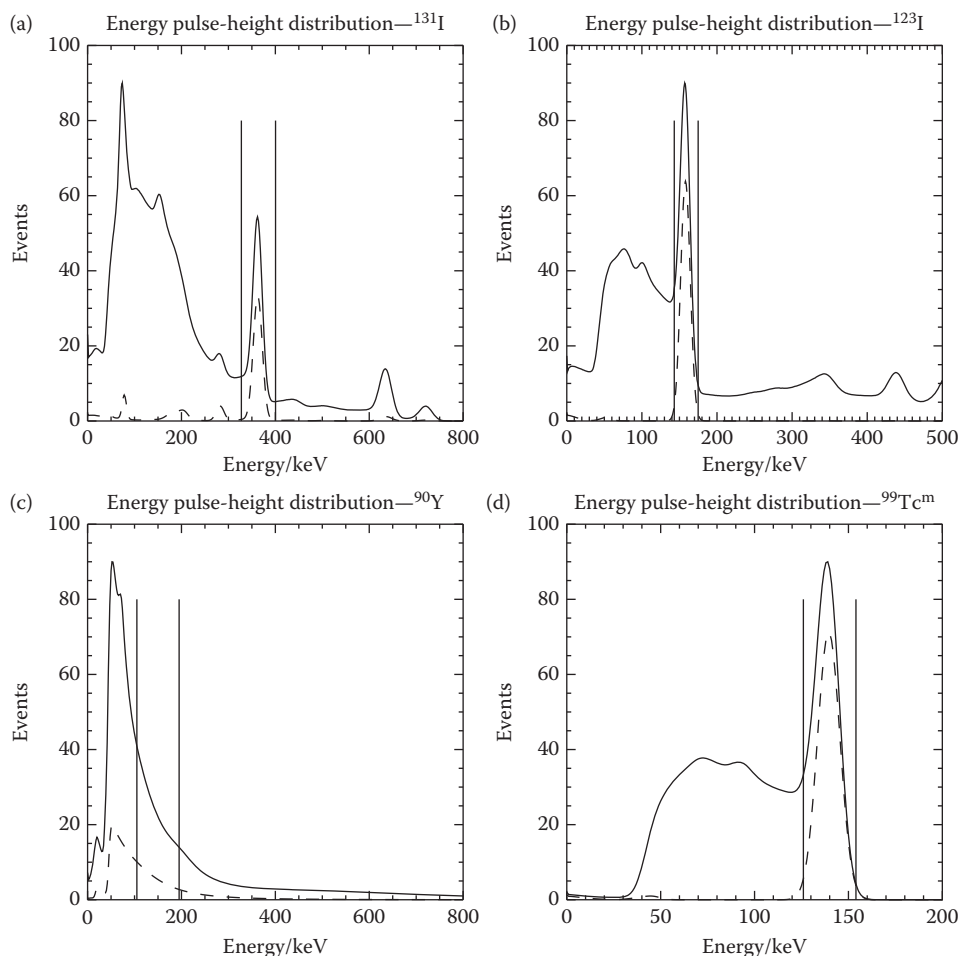 (a) Energy pulse-height distribution—¹³¹I
100
80
60
40
20
0
Events
0 200 400 600 800
Energy/keV
(b) Energy pulse-height distribution—¹²³I
100
80
60
40
20
0
Events
0 100 200 300 400 500
Energy/keV
(c) Energy pulse-height distribution—⁹⁰Y
100
80
60
40
20
0
Events
0 200 400 600 800
Energy/keV
(d) Energy pulse-height distribution—⁹⁹Tcᵐ
100
80
60
40
20
0
Events
0 50 100 150 200
Energy/keV